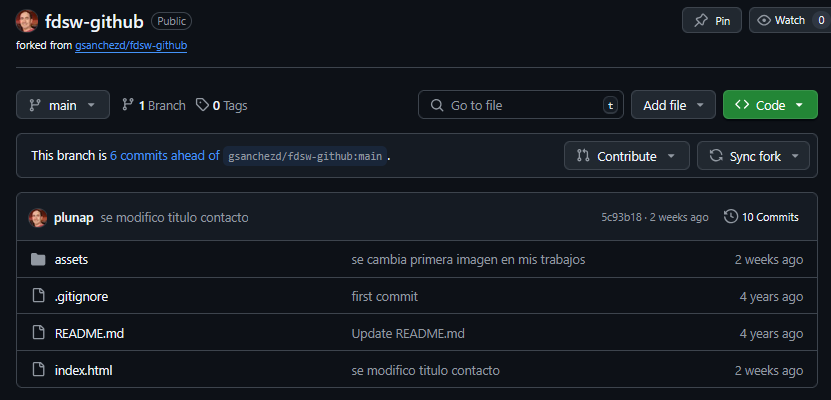 fdsw-github Public Pin Watch 0
forked from gsanchezd/fdsw-github
main 1 Branch 0 Tags Go to file t Add file Code
This branch is 6 commits ahead of gsanchezd/fdsw-github:main. Contribute Sync fork
plunap se modifico titulo contacto 5c93b18 · 2 weeks ago 10 Commits
assets se cambia primera imagen en mis trabajos 2 weeks ago
.gitignore first commit 4 years ago
README.md Update README.md 4 years ago
index.html se modifico titulo contacto 2 weeks ago